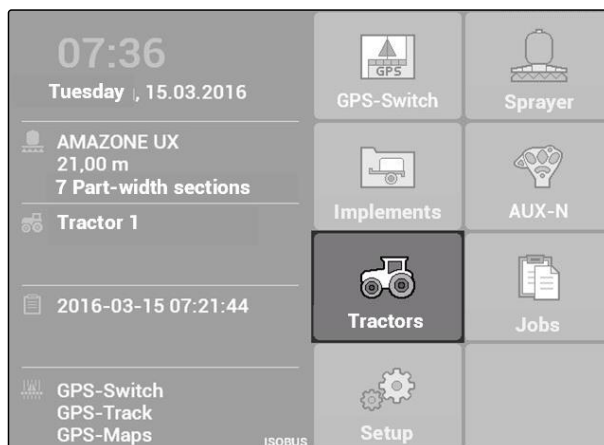 07:36
Tuesday , 15.03.2016
AMAZONE UX
21,00 m
7 Part-width sections
Tractor 1
2016-03-15 07:21:44
GPS-Switch
GPS-Track
GPS-Maps
ISOBUS
GPS
GPS-Switch
Sprayer
Implements
AUX-N
Tractors
Jobs
Setup